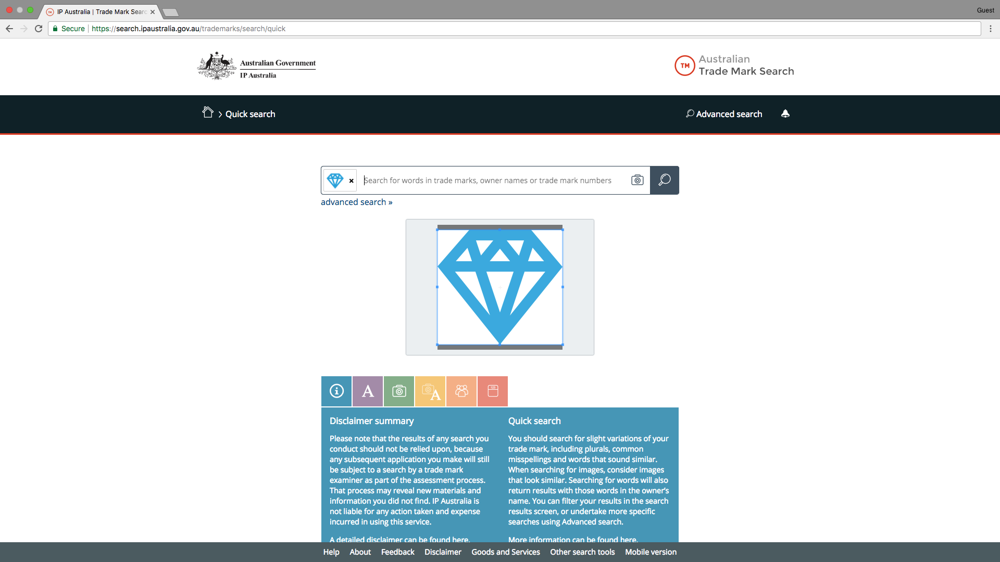 IP Australia | Trade Mark Searc
Guest
Secure https://search.ipaustralia.gov.au/trademarks/search/quick
Australian Government
IP Australia
TM
Australian
Trade Mark Search
Quick search
Advanced search
Search for words in trade marks, owner names or trade mark numbers
advanced search »
A
A
123
Disclaimer summary
Please note that the results of any search you
conduct should not be relied upon, because
any subsequent application you make will still
be subject to a search by a trade mark
examiner as part of the assessment process.
That process may reveal new materials and
information you did not find. IP Australia is
not liable for any action taken and expense
incurred in using this service.
A detailed disclaimer can be found here.
Quick search
You should search for slight variations of your
trade mark, including plurals, common
misspellings and words that sound similar.
When searching for images, consider images
that look similar. Searching for words will also
return results with those words in the owner's
name. You can filter your results in the search
results screen, or undertake more specific
searches using Advanced search.
More information can be found here.
Help About Feedback Disclaimer Goods and Services Other search tools Mobile version